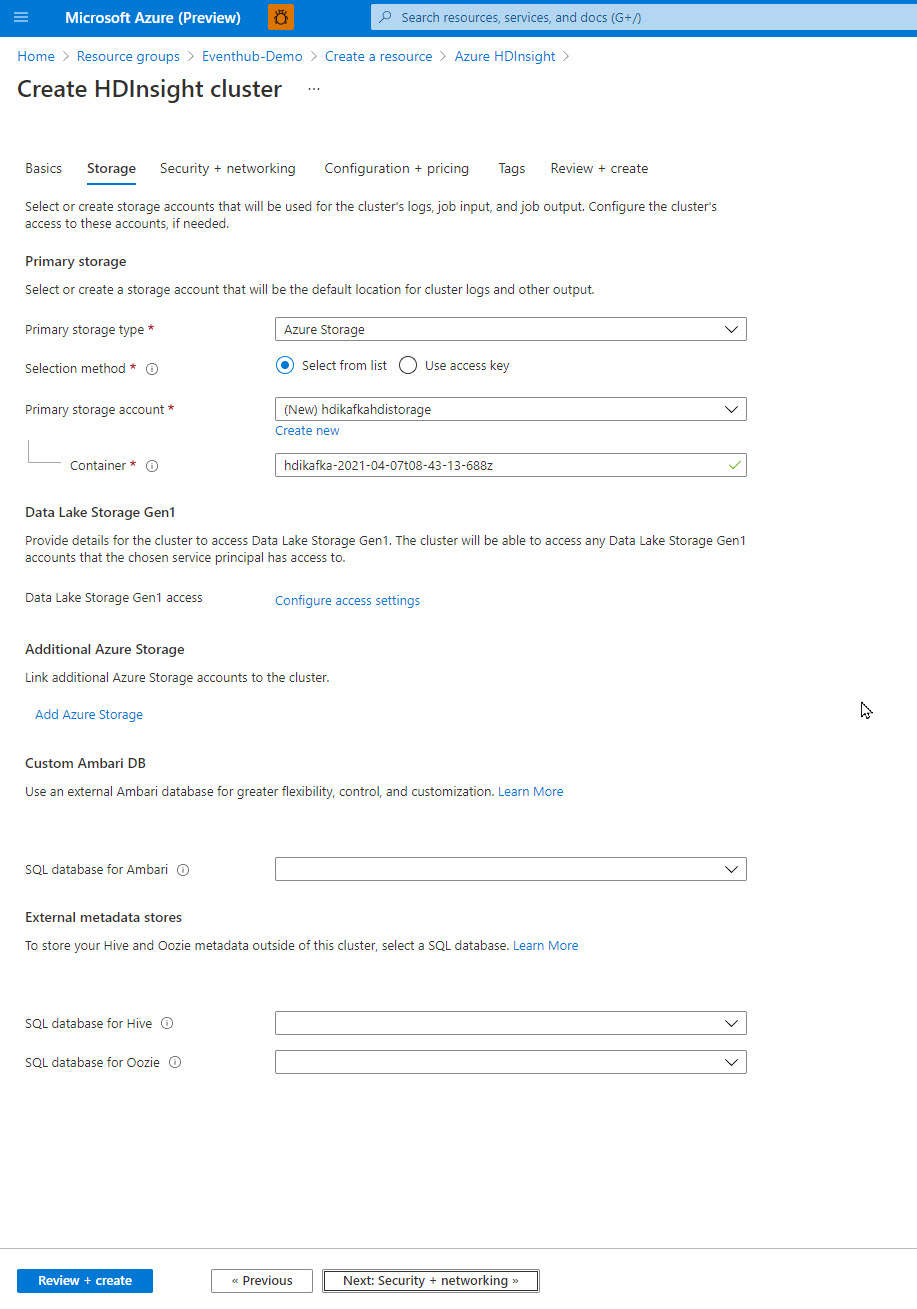 Microsoft Azure (Preview)
Search resources, services, and docs (G+/)
Home > Resource groups > Eventhub-Demo > Create a resource > Azure HDInsight >
Create HDInsight cluster ...
Basics Storage Security + networking Configuration + pricing Tags Review + create
Select or create storage accounts that will be used for the cluster's logs, job input, and job output. Configure the cluster's
access to these accounts, if needed.
Primary storage
Select or create a storage account that will be the default location for cluster logs and other output.
Primary storage type * Azure Storage
Selection method * Select from list Use access key
Primary storage account * (New) hdikafkahdistorage
Create new
Container * hdikafka-2021-04-07t08-43-13-688z
Data Lake Storage Gen1
Provide details for the cluster to access Data Lake Storage Gen1. The cluster will be able to access any Data Lake Storage Gen1
accounts that the chosen service principal has access to.
Data Lake Storage Gen1 access Configure access settings
Additional Azure Storage
Link additional Azure Storage accounts to the cluster.
Add Azure Storage
Custom Ambari DB
Use an external Ambari database for greater flexibility, control, and customization. Learn More
SQL database for Ambari
External metadata stores
To store your Hive and Oozie metadata outside of this cluster, select a SQL database. Learn More
SQL database for Hive
SQL database for Oozie
Review + create « Previous Next: Security + networking »